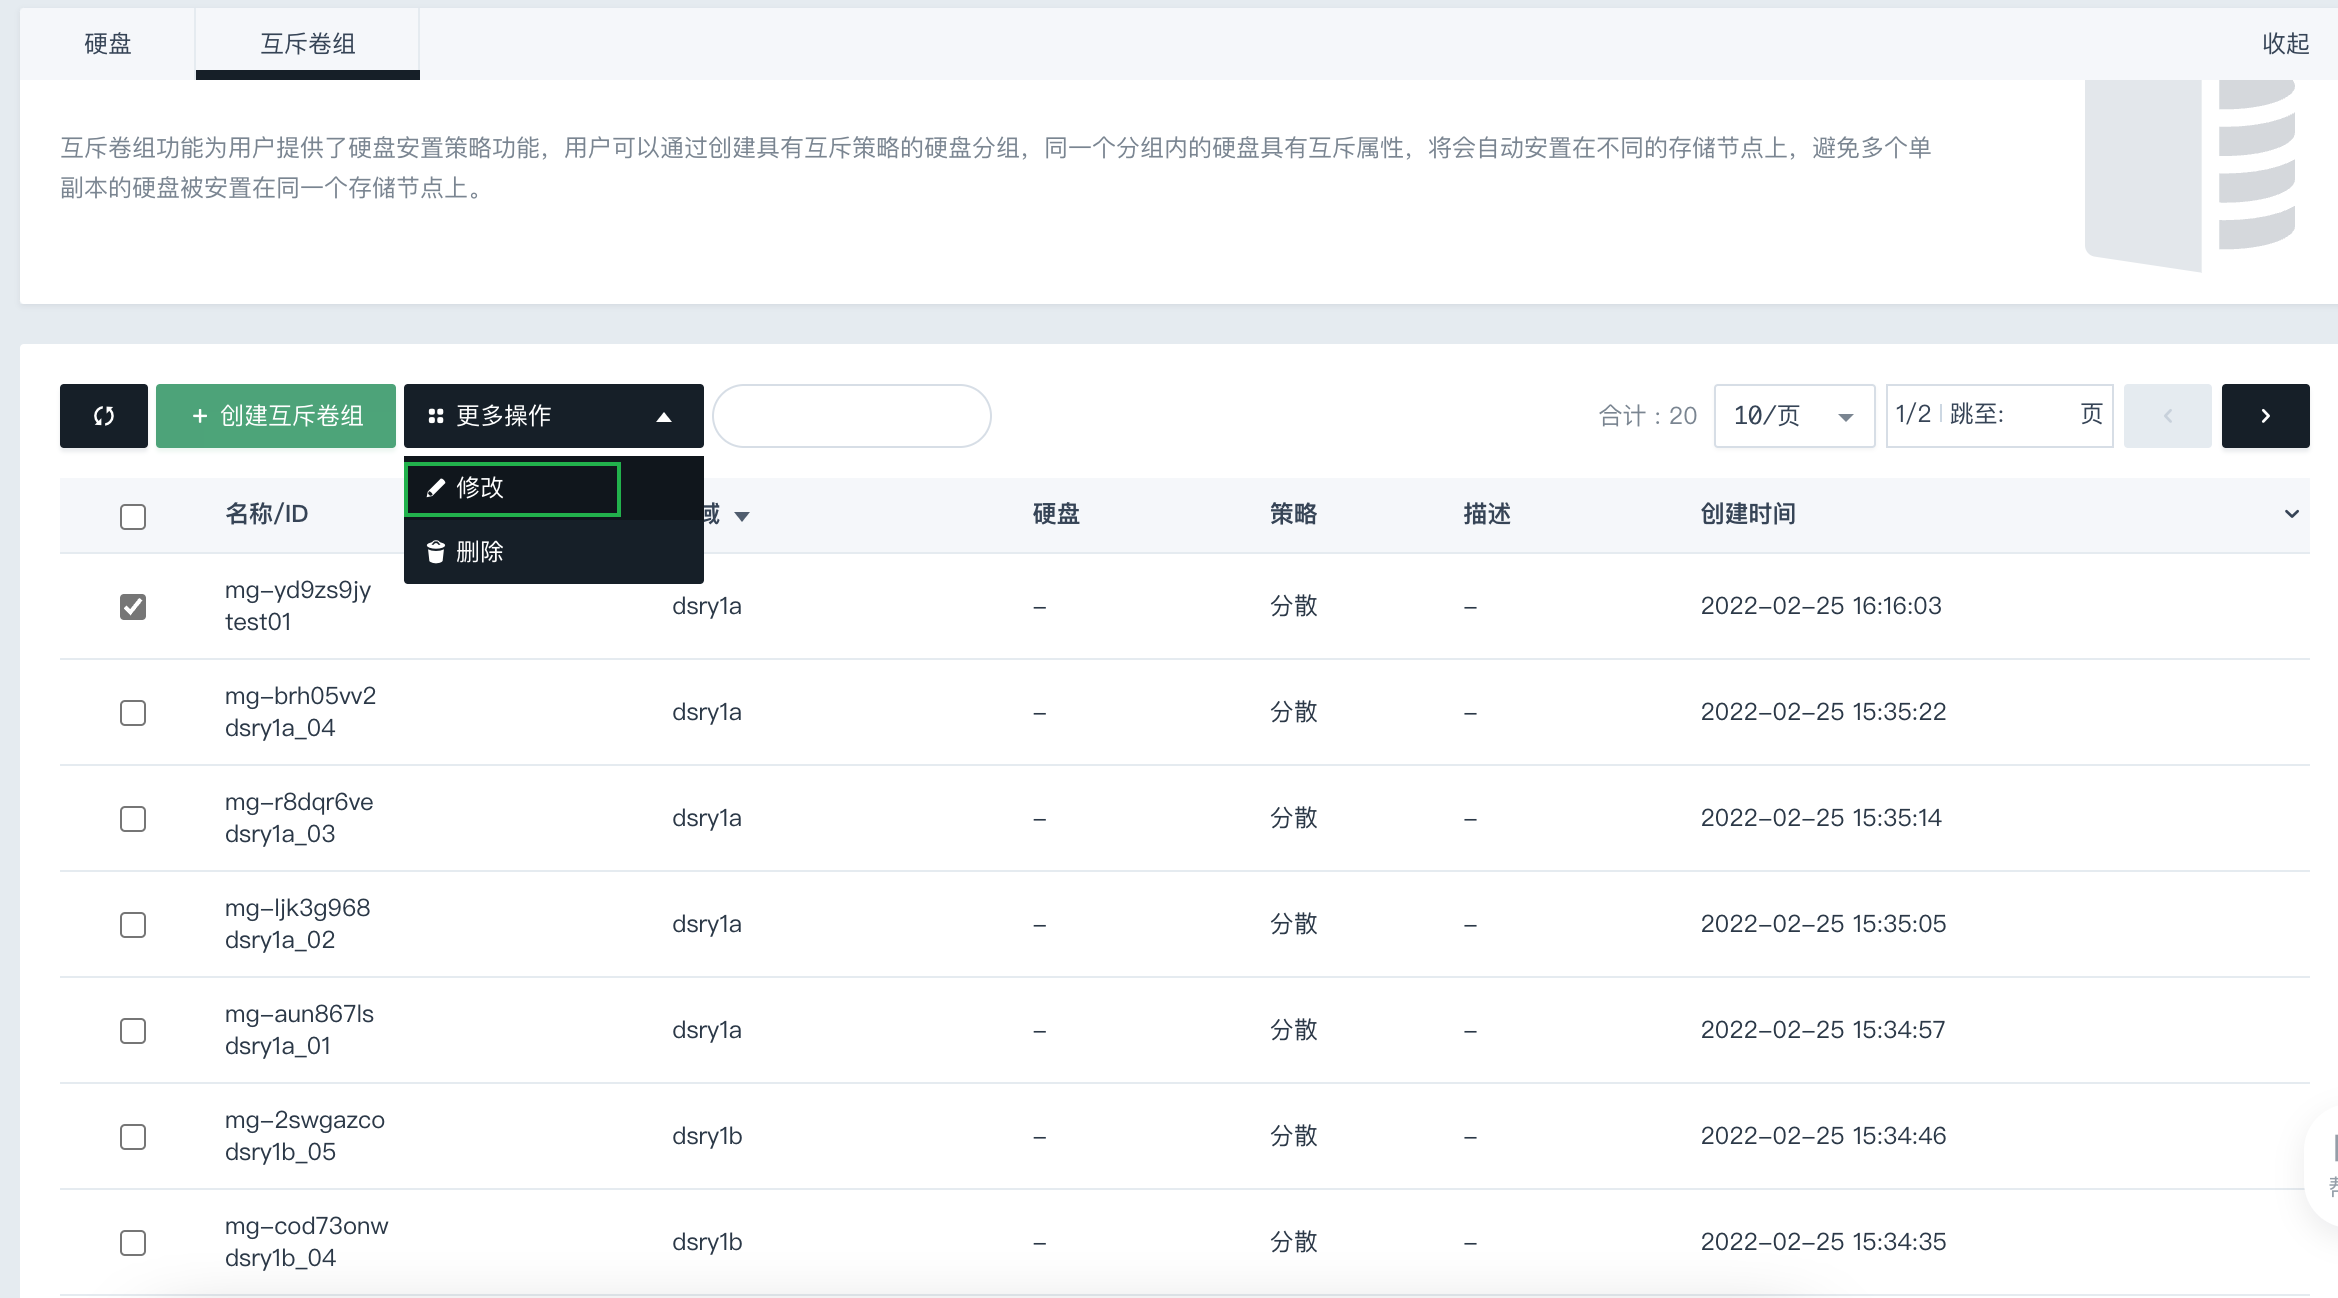 硬盘
互斥卷组
收起
互斥卷组功能为用户提供了硬盘安置策略功能，用户可以通过创建具有互斥策略的硬盘分组，同一个分组内的硬盘具有互斥属性，将会自动安置在不同的存储节点上，避免多个单
副本的硬盘被安置在同一个存储节点上。
+ 创建互斥卷组
更多操作
合计：20
10/页
1/2 跳至: 页
修改
删除
名称/ID 域 硬盘 策略 描述 创建时间
mg-yd9zs9jy
test01
dsry1a – 分散 – 2022-02-25 16:16:03
mg-brh05vv2
dsry1a_04
dsry1a – 分散 – 2022-02-25 15:35:22
mg-r8dqr6ve
dsry1a_03
dsry1a – 分散 – 2022-02-25 15:35:14
mg-ljk3g968
dsry1a_02
dsry1a – 分散 – 2022-02-25 15:35:05
mg-aun867ls
dsry1a_01
dsry1a – 分散 – 2022-02-25 15:34:57
mg-2swgazco
dsry1b_05
dsry1b – 分散 – 2022-02-25 15:34:46
mg-cod73onw
dsry1b_04
dsry1b – 分散 – 2022-02-25 15:34:35